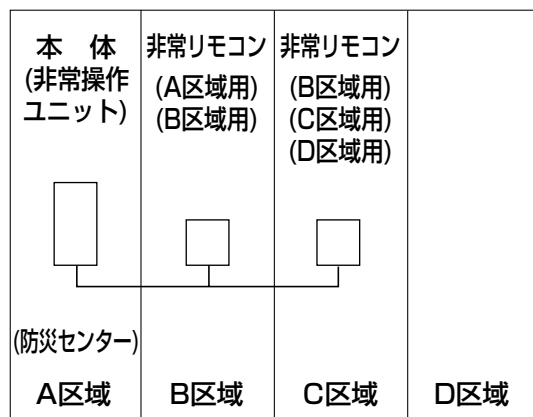 本　体
(非常操作
ユニット)
非常リモコン
(A区域用)
(B区域用)
非常リモコン
(B区域用)
(C区域用)
(D区域用)
(防災センター)
A区域
B区域
C区域
D区域